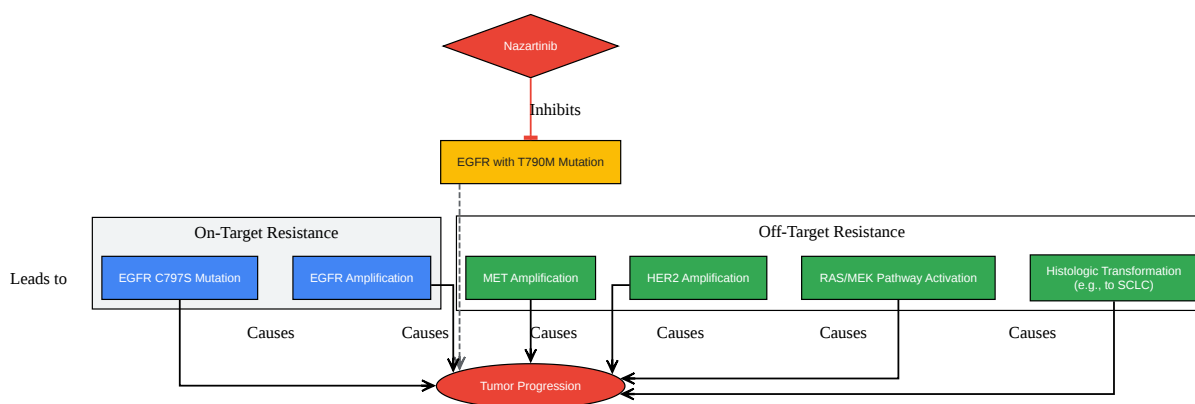 Nazartinib
Inhibits
EGFR with T790M Mutation
On-Target Resistance
Off-Target Resistance
Leads to
EGFR C797S Mutation
EGFR Amplification
MET Amplification
HER2 Amplification
RAS/MEK Pathway Activation
Histologic Transformation
(e.g., to SCLC)
Causes
Causes
Causes
Causes
Causes
Causes
Tumor Progression